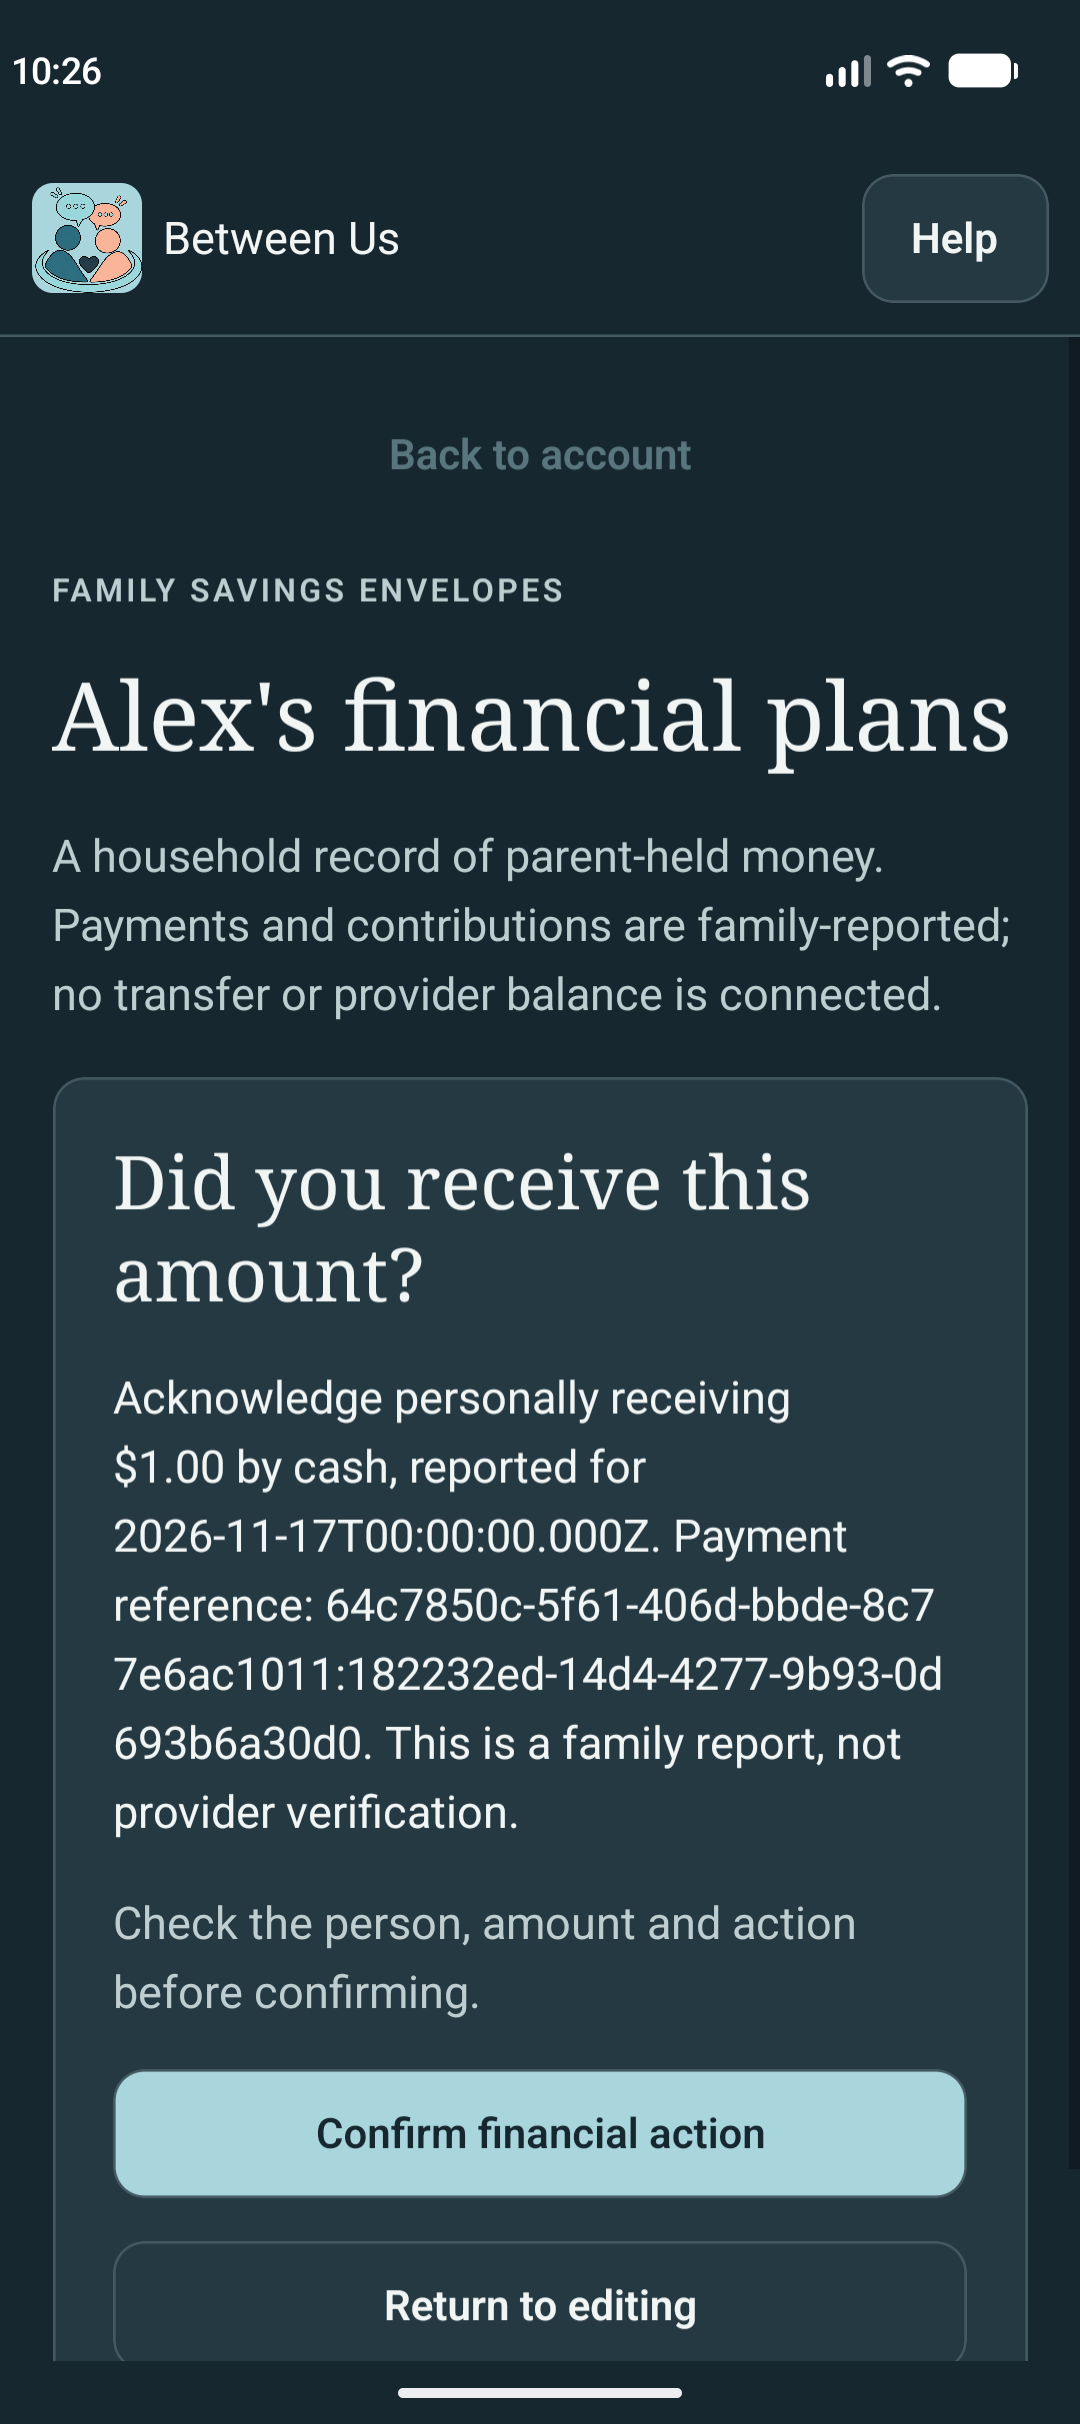 10:26
Between Us
Help
Back to account
FAMILY SAVINGS ENVELOPES
Alex's financial plans
A household record of parent-held money.
Payments and contributions are family-reported;
no transfer or provider balance is connected.
Did you receive this
amount?
Acknowledge personally receiving
$1.00 by cash, reported for
2026-11-17T00:00:00.000Z. Payment
reference: 64c7850c-5f61-406d-bbde-8c7
7e6ac1011:182232ed-14d4-4277-9b93-0d
693b6a30d0. This is a family report, not
provider verification.
Check the person, amount and action
before confirming.
Confirm financial action
Return to editing